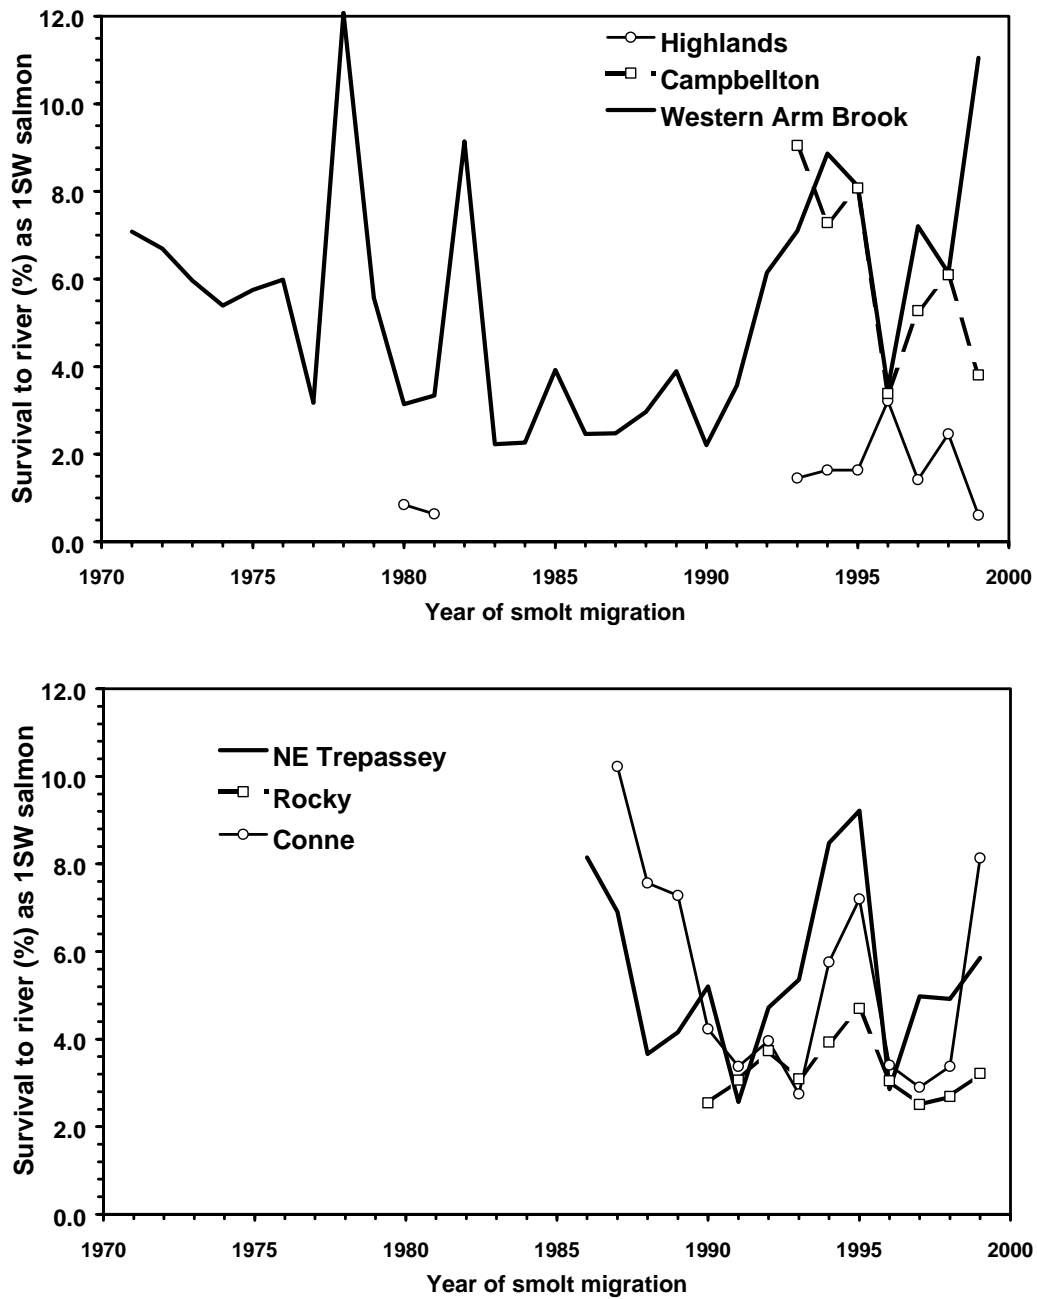 12.0
10.0
8.0
6.0
4.0
2.0
0.0
Survival to river (%) as 1SW salmon
Highlands
Campbellton
Western Arm Brook
1970 1975 1980 1985 1990 1995 2000
Year of smolt migration
12.0
10.0
8.0
6.0
4.0
2.0
0.0
Survival to river (%) as 1SW salmon
NE Trepassey
Rocky
Conne
1970 1975 1980 1985 1990 1995 2000
Year of smolt migration